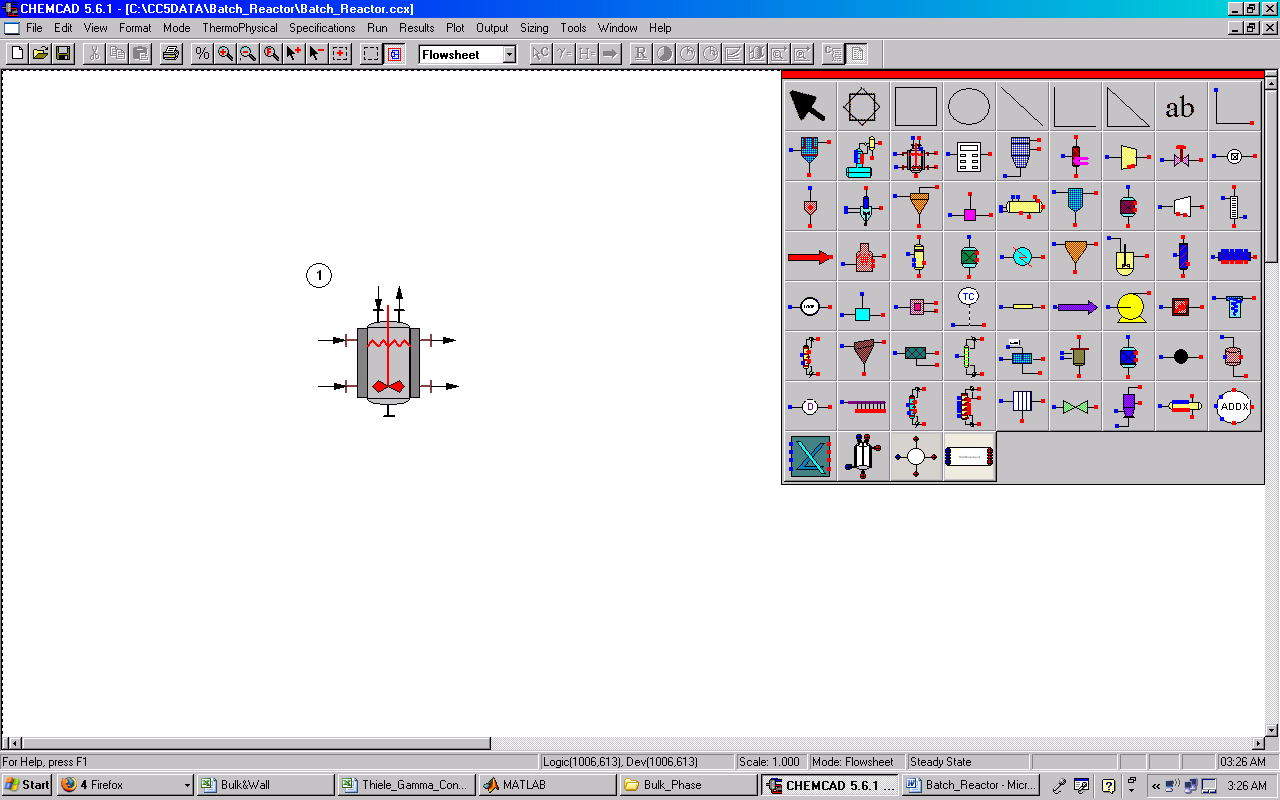 CHEMCAD 5.6.1 - [C:\CC5DATA\Batch_Reactor\Batch_Reactor.ccx]
File Edit View Format Mode ThermoPhysical Specifications Run Results Plot Output Sizing Tools Window Help
% Flowsheet R
ab
1
TC
D ADDX
For Help, press F1 Logic(1006,613), Dev(1006,613) Scale: 1.000 Mode: Flowsheet Steady State 03:26 AM
Start 4 Firefox Bulk&Wall Thiele_Gamma_Con... MATLAB Bulk_Phase CHEMCAD 5.6.1 ... Batch_Reactor - Micr... « 3:26 AM